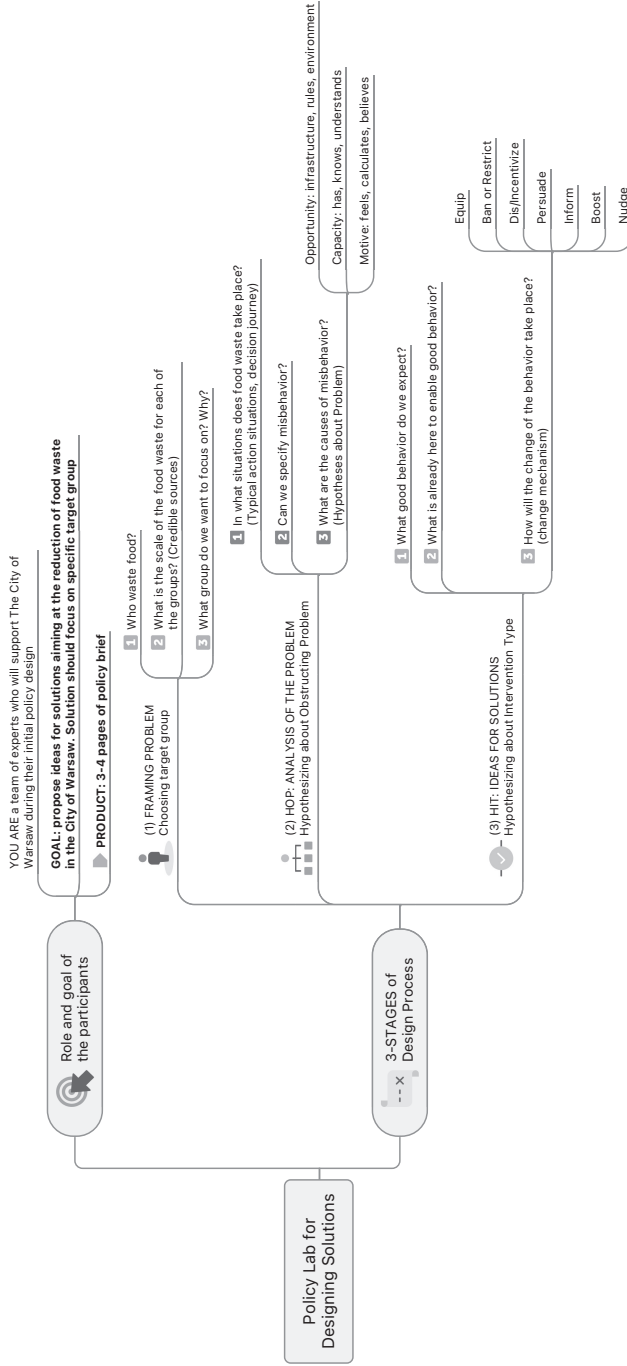 Policy Lab for
Designing Solutions
Role and goal of
the participants
YOU ARE a team of experts who will support The City of
Warsaw during their initial policy design
GOAL: propose ideas for solutions aiming at the reduction of food waste
in the City of Warsaw. Solution should focus on specific target group
PRODUCT: 3-4 pages of policy brief
3-STAGES of
Design Process
(1) FRAMING PROBLEM
Choosing target group
1 Who waste food?
2 What is the scale of the food waste for each of
the groups? (Credible sources)
3 What group do we want to focus on? Why?
(2) HOP: ANALYSIS OF THE PROBLEM
Hypothesizing about Obstructing Problem
1 In what situations does food waste take place?
(Typical action situations, decision journey)
2 Can we specify misbehavior?
3 What are the causes of misbehavior?
(Hypotheses about Problem)
Opportunity: infrastructure, rules, environment
Capacity: has, knows, understands
Motive: feels, calculates, believes
(3) HIT: IDEAS FOR SOLUTIONS
Hypothesizing about Intervention Type
1 What good behavior do we expect?
2 What is already here to enable good behavior?
3 How will the change of the behavior take place?
(change mechanism)
Equip
Ban or Restrict
Dis/Incentivize
Persuade
Inform
Boost
Nudge